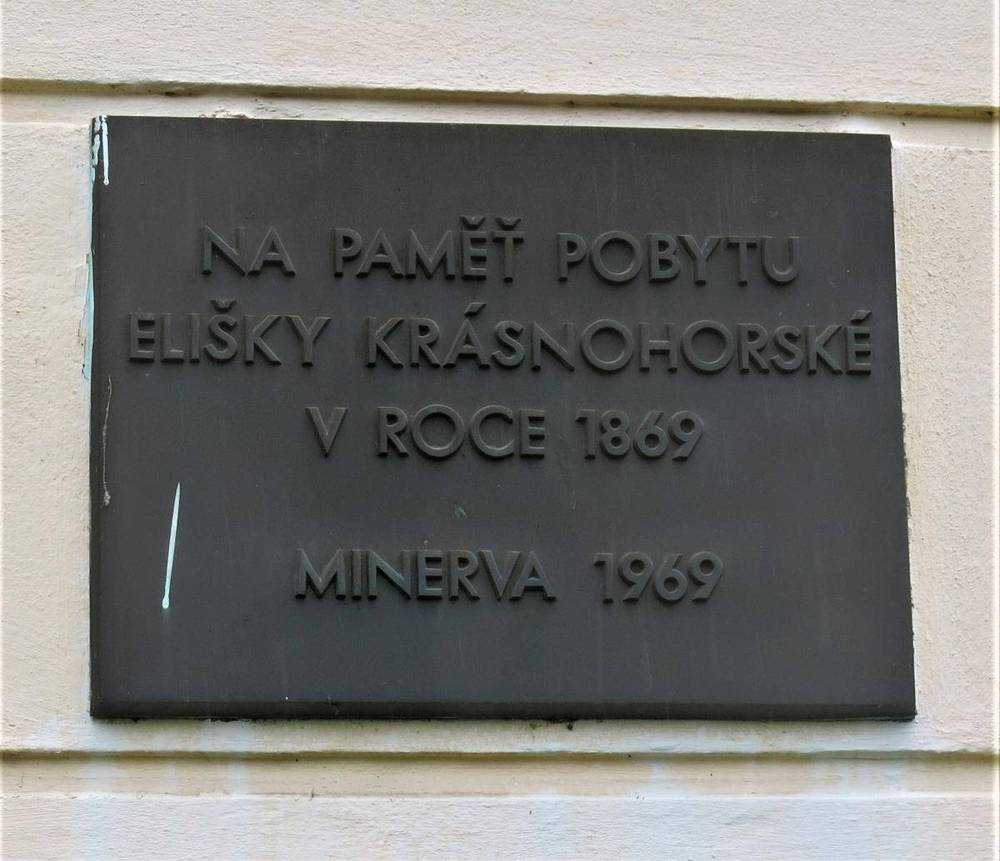 NA PAMĚŤ POBYTU
ELIŠKY KRÁSNOHORSKÉ
V ROCE 1869
MINERVA 1969